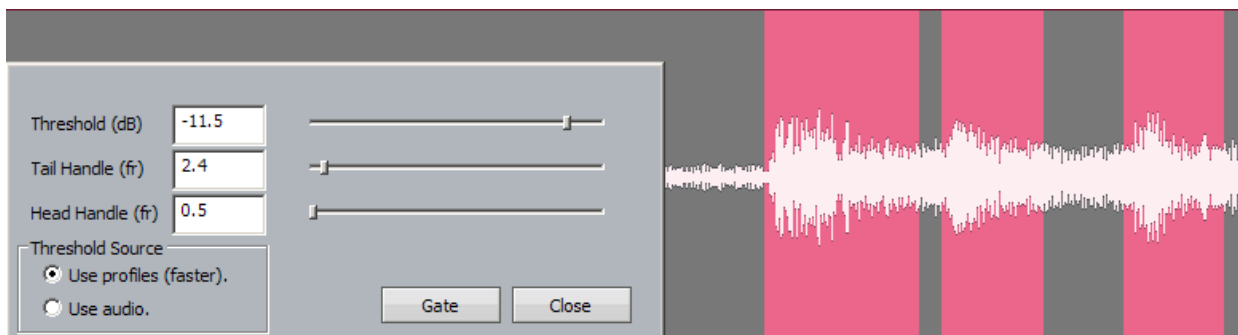 Threshold (dB) -11.5
Tail Handle (fr) 2.4
Head Handle (fr) 0.5
Threshold Source
Use profiles (faster).
Use audio.
Gate Close